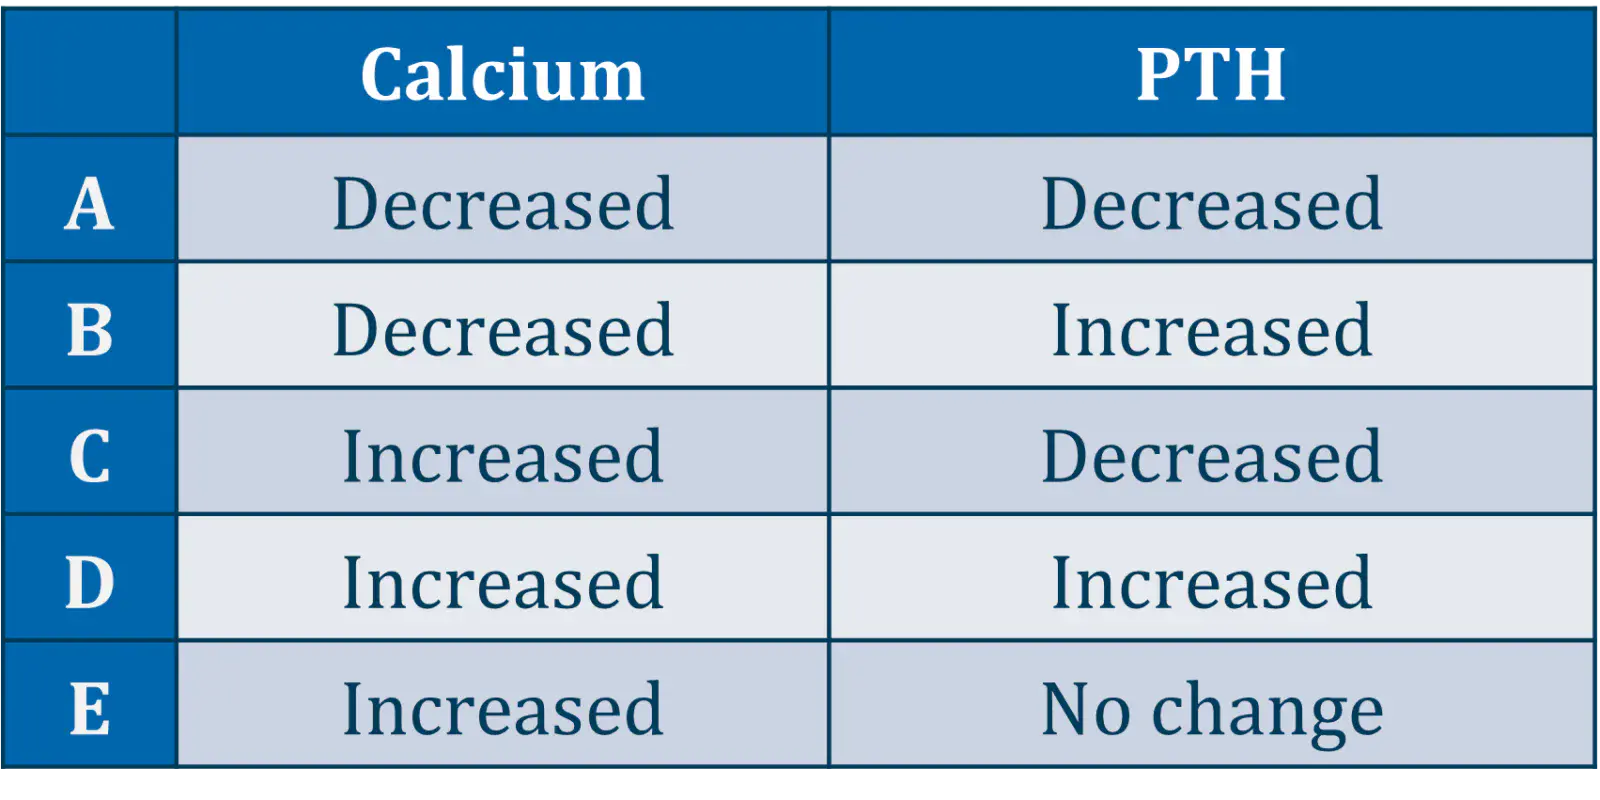 Calcium PTH
A Decreased Decreased
B Decreased Increased
C Increased Decreased
D Increased Increased
E Increased No change